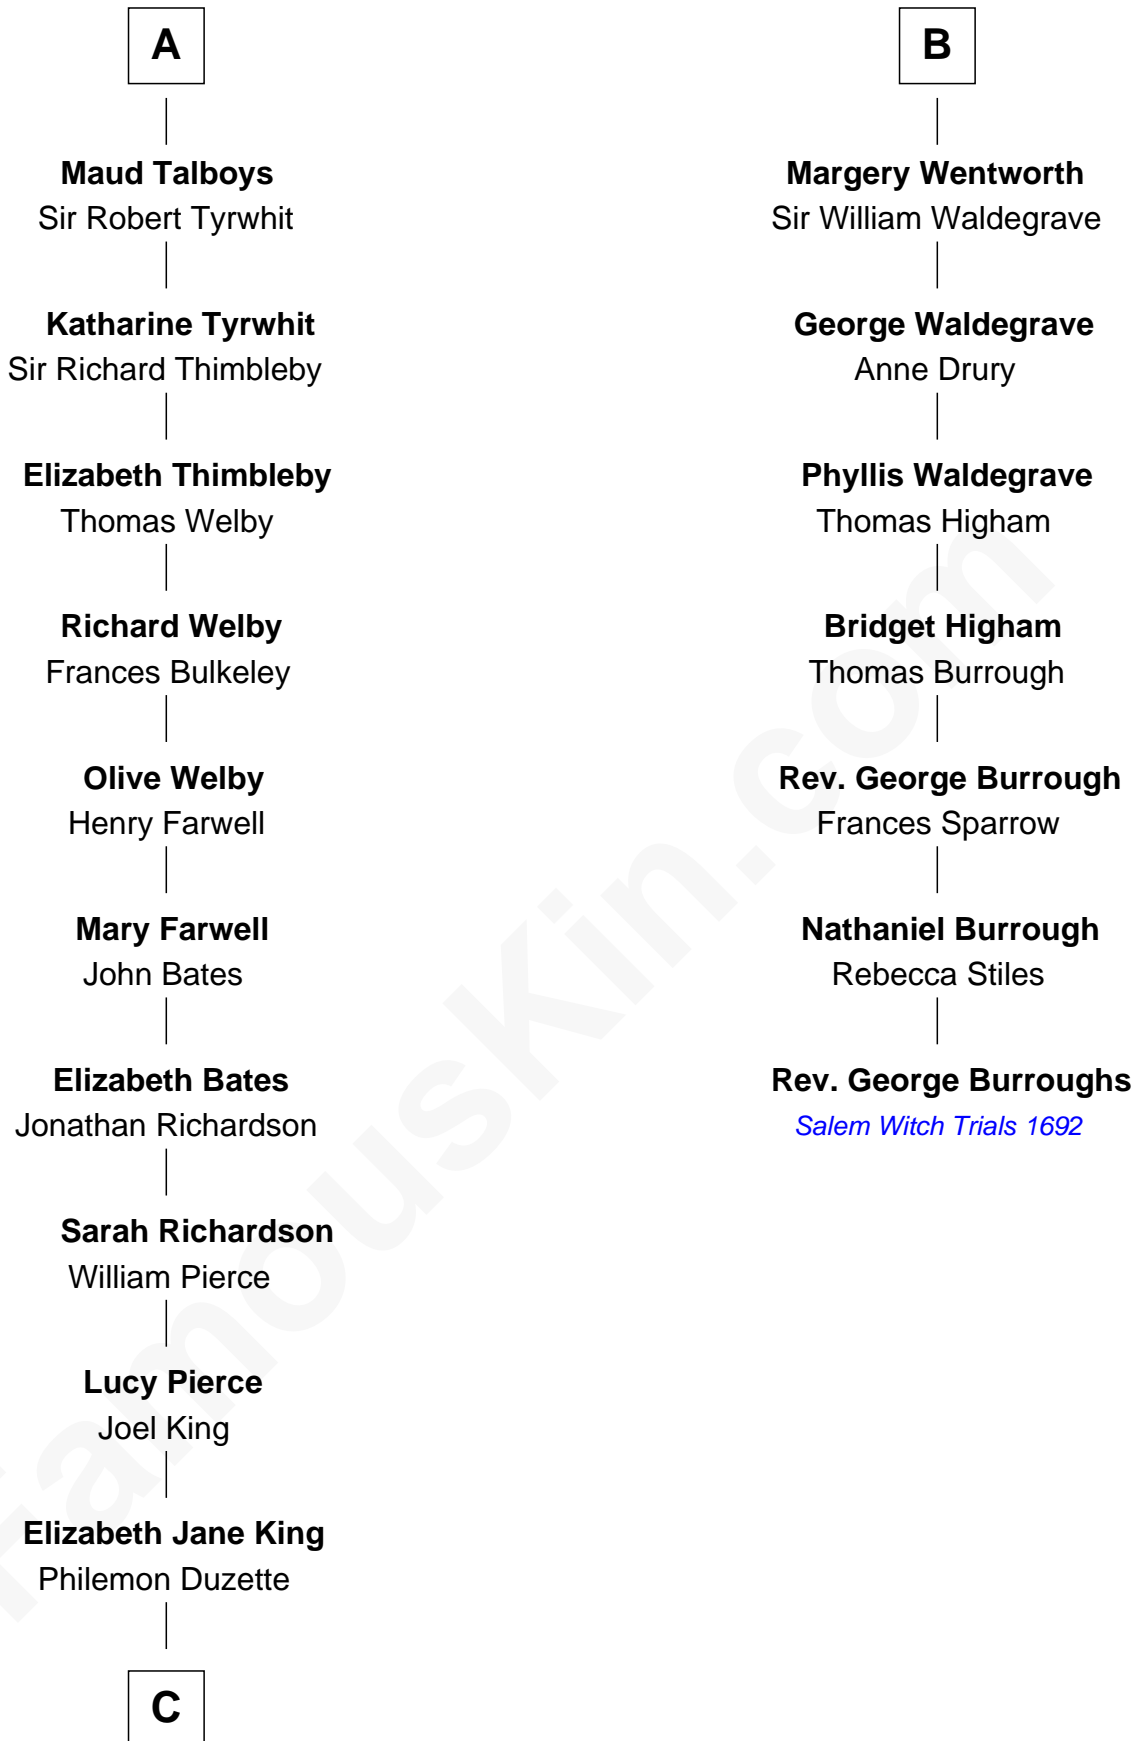 A
Maud Talboys
Sir Robert Tyrwhit
Katharine Tyrwhit
Sir Richard Thimbleby
Elizabeth Thimbleby
Thomas Welby
Richard Welby
Frances Bulkeley
Olive Welby
Henry Farwell
Mary Farwell
John Bates
Elizabeth Bates
Jonathan Richardson
Sarah Richardson
William Pierce
Lucy Pierce
Joel King
Elizabeth Jane King
Philemon Duzette
C
B
Margery Wentworth
Sir William Waldegrave
George Waldegrave
Anne Drury
Phyllis Waldegrave
Thomas Higham
Bridget Higham
Thomas Burrough
Rev. George Burrough
Frances Sparrow
Nathaniel Burrough
Rebecca Stiles
Rev. George Burroughs
Salem Witch Trials 1692
FamousKin.com